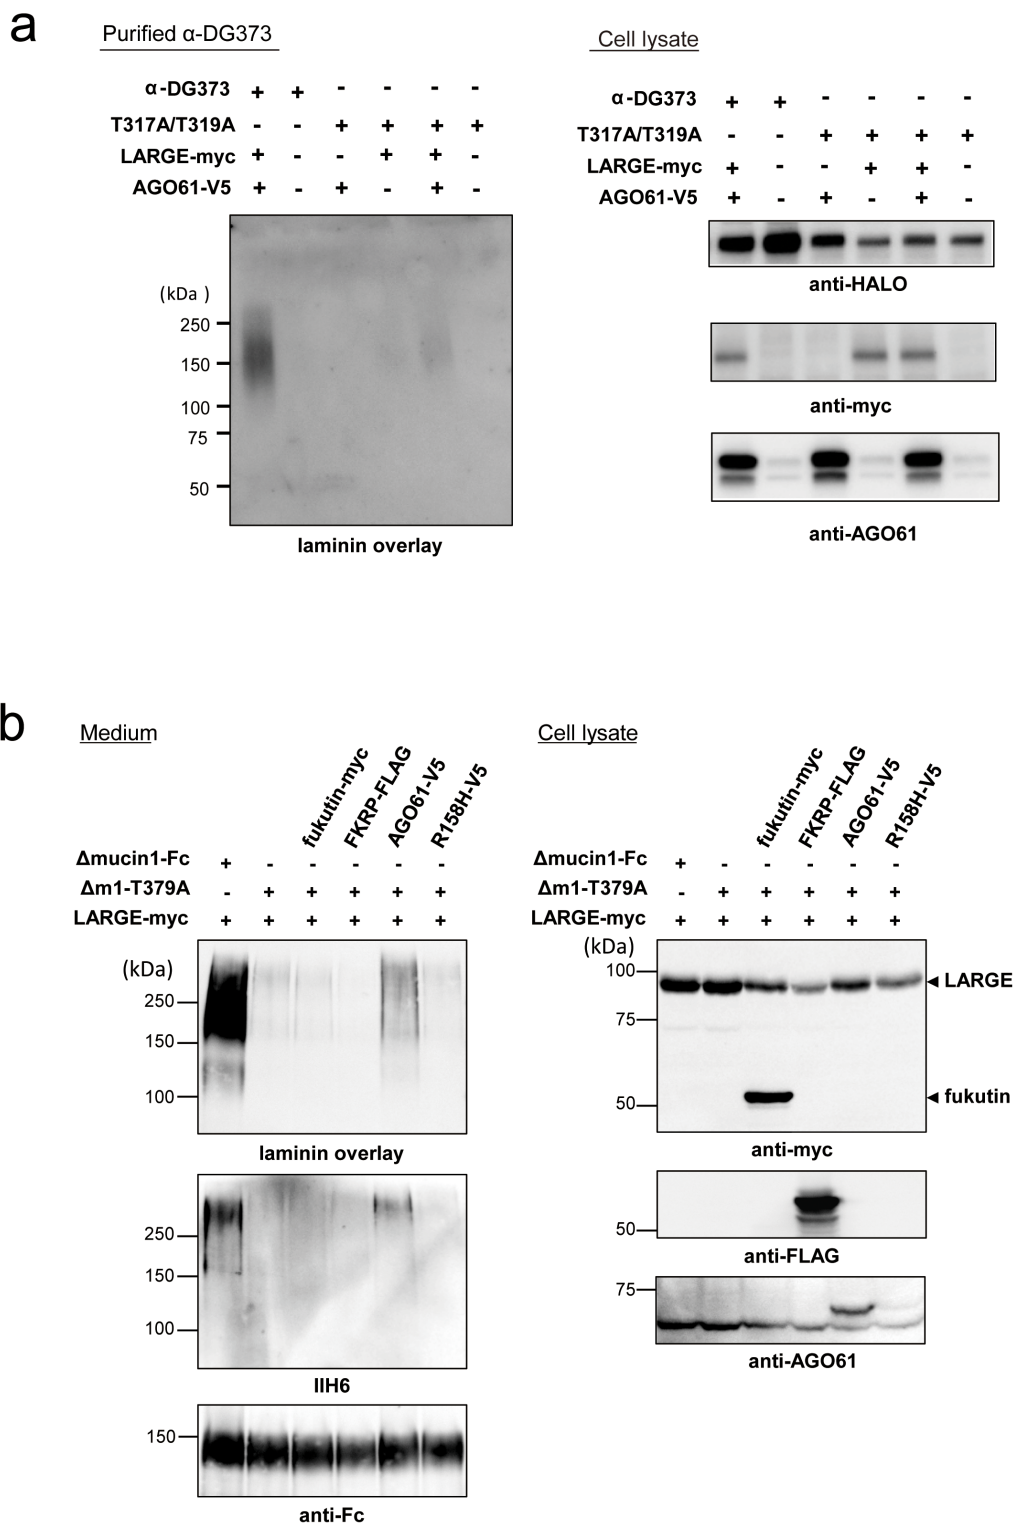 a
Purified α-DG373
α-DG373 + + - - - -
T317A/T319A - - + + + +
LARGE-myc + - - + + -
AGO61-V5 + - + - + -
(kDa )
250
150
100
75
50
laminin overlay
Cell lysate
α-DG373 + + - - - -
T317A/T319A - - + + + +
LARGE-myc + - - + + -
AGO61-V5 + - + - + -
anti-HALO
anti-myc
anti-AGO61
b
Medium
fukutin-myc
FKRP-FLAG
AGO61-V5
R158H-V5
Δmucin1-Fc + - - - - -
Δm1-T379A - + + + + +
LARGE-myc + + + + + +
(kDa)
250
150
100
laminin overlay
250
150
100
IIH6
150
anti-Fc
Cell lysate
fukutin-myc
FKRP-FLAG
AGO61-V5
R158H-V5
Δmucin1-Fc + - - - - -
Δm1-T379A - + + + + +
LARGE-myc + + + + + +
(kDa)
100
LARGE
75
50
fukutin
anti-myc
50
anti-FLAG
75
anti-AGO61